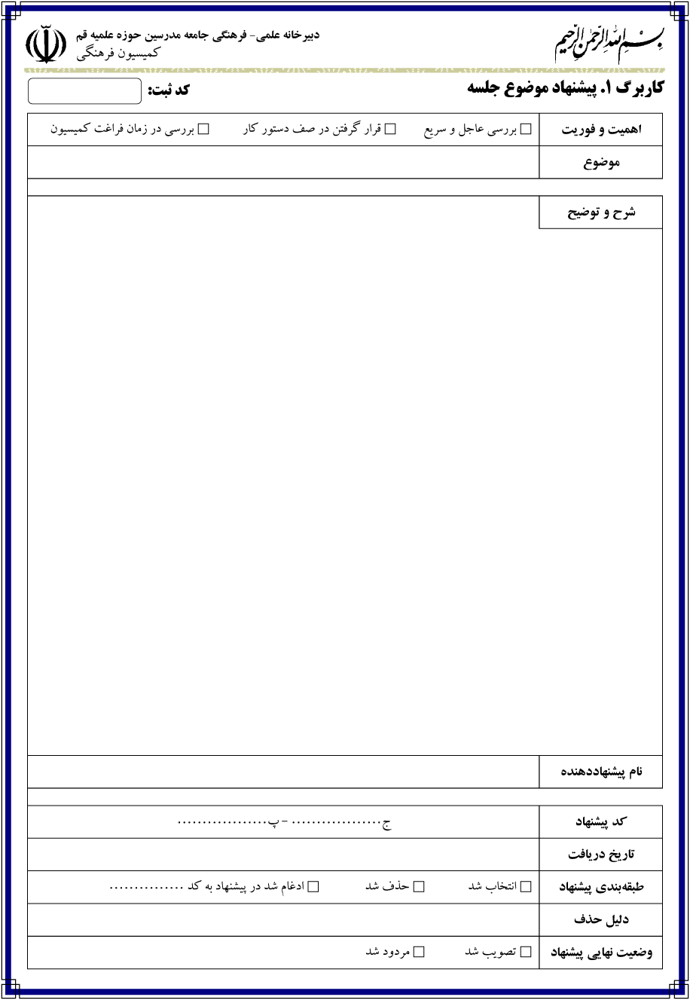 بسم الله الرحمن الرحیم
دبیرخانه علمی- فرهنگی جامعه مدرسین حوزه علمیه قم
کمیسیون فرهنگی
کاربرگ ۱. پیشنهاد موضوع جلسه
کد ثبت:
اهمیت و فوریت □ بررسی عاجل و سریع □ قرار گرفتن در صف دستور کار □ بررسی در زمان فراغت کمیسیون
موضوع
شرح و توضیح
نام پیشنهاددهنده
کد پیشنهاد ج.................. - پ..................
تاریخ دریافت
طبقه‌بندی پیشنهاد □ انتخاب شد □ حذف شد □ ادغام شد در پیشنهاد به کد ...............
دلیل حذف
وضعیت نهایی پیشنهاد □ تصویب شد □ مردود شد